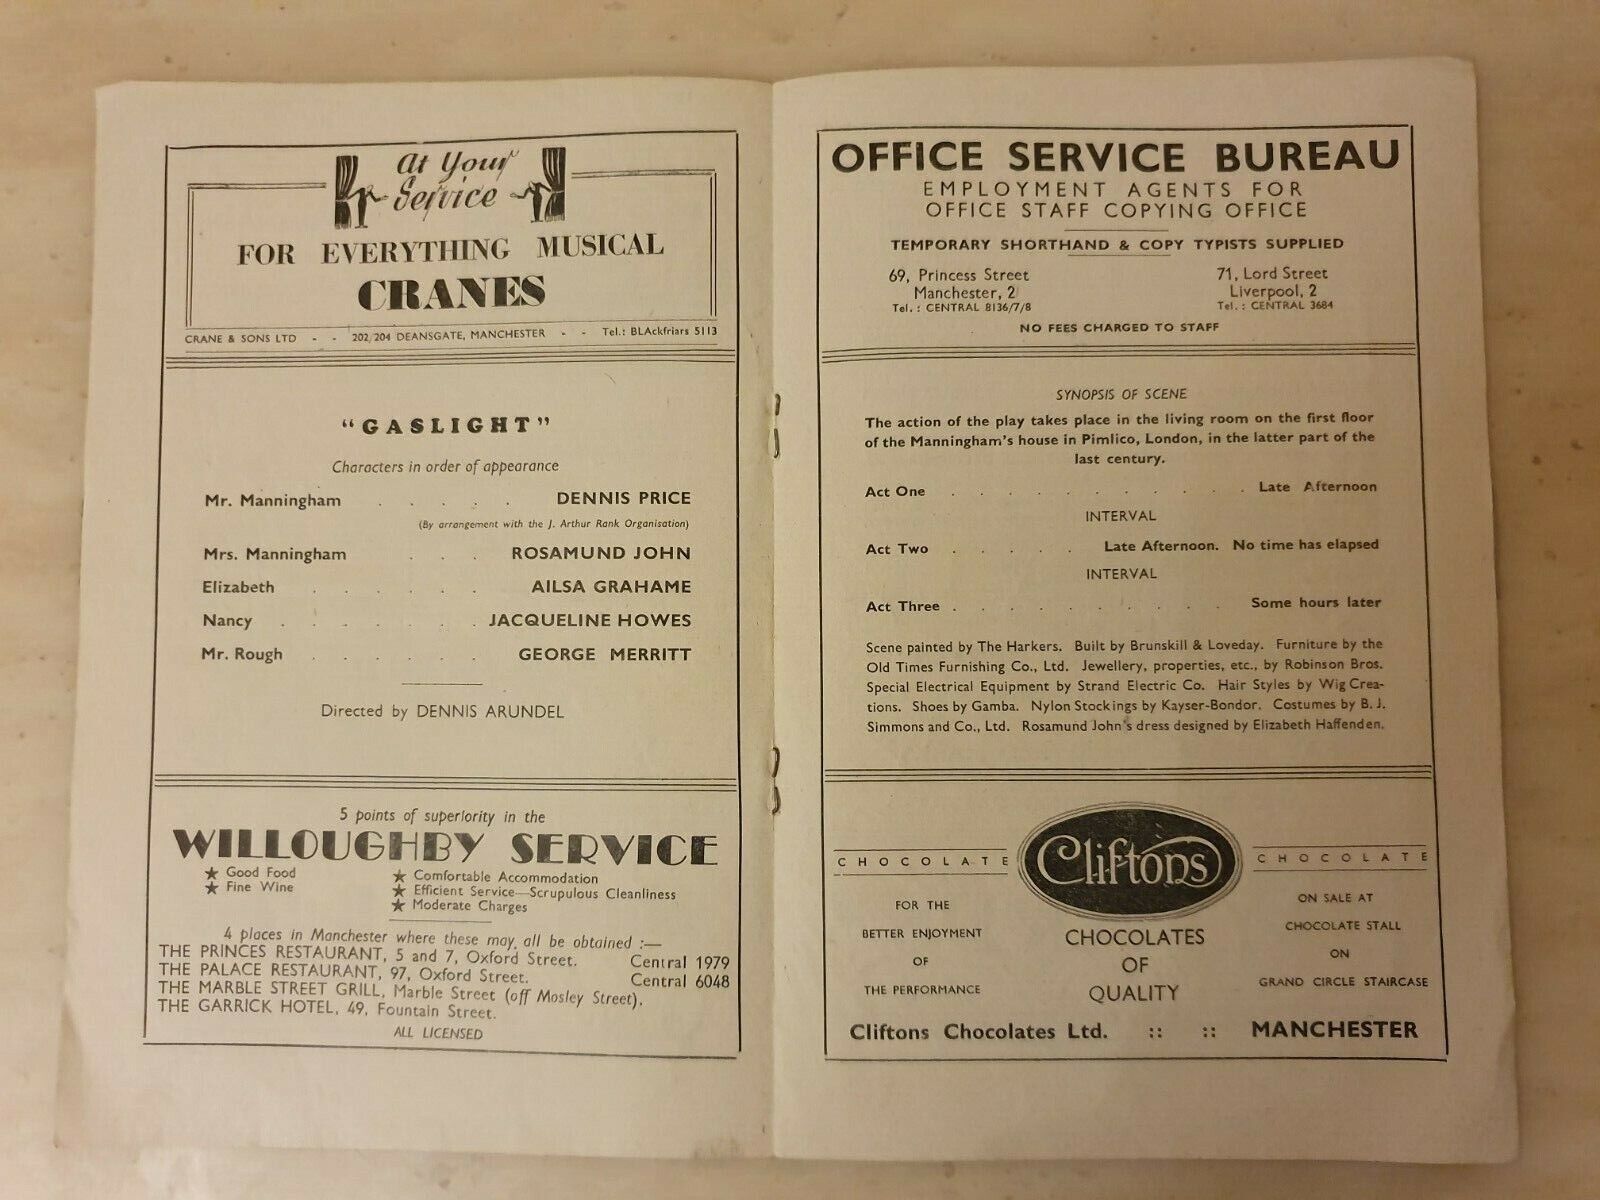 At Your
Service
FOR EVERYTHING MUSICAL
CRANES
CRANE & SONS LTD - - 202/204 DEANSGATE, MANCHESTER - - Tel.: BLAckfriars 5113
"GASLIGHT"
Characters in order of appearance
Mr. Manningham . . . . DENNIS PRICE
(By arrangement with the J. Arthur Rank Organisation)
Mrs. Manningham . . . ROSAMUND JOHN
Elizabeth . . . . . . AILSA GRAHAME
Nancy . . . . . . . JACQUELINE HOWES
Mr. Rough . . . . . . GEORGE MERRITT
Directed by DENNIS ARUNDEL
5 points of superiority in the
WILLOUGHBY SERVICE
★ Good Food
★ Fine Wine
★ Comfortable Accommodation
★ Efficient Service—Scrupulous Cleanliness
★ Moderate Charges
4 places in Manchester where these may all be obtained :—
THE PRINCES RESTAURANT, 5 and 7, Oxford Street. Central 1979
THE PALACE RESTAURANT, 97, Oxford Street. Central 6048
THE MARBLE STREET GRILL, Marble Street (off Mosley Street),
THE GARRICK HOTEL, 49, Fountain Street.
ALL LICENSED
OFFICE SERVICE BUREAU
EMPLOYMENT AGENTS FOR
OFFICE STAFF COPYING OFFICE
TEMPORARY SHORTHAND & COPY TYPISTS SUPPLIED
69, Princess Street
Manchester, 2
Tel. : CENTRAL 8136/7/8
71, Lord Street
Liverpool, 2
Tel. : CENTRAL 3684
NO FEES CHARGED TO STAFF
SYNOPSIS OF SCENE
The action of the play takes place in the living room on the first floor
of the Manningham's house in Pimlico, London, in the latter part of the
last century.
Act One . . . . . . . . . . Late Afternoon
INTERVAL
Act Two . . . . . Late Afternoon. No time has elapsed
INTERVAL
Act Three . . . . . . . . . . Some hours later
Scene painted by The Harkers. Built by Brunskill & Loveday. Furniture by the
Old Times Furnishing Co., Ltd. Jewellery, properties, etc., by Robinson Bros.
Special Electrical Equipment by Strand Electric Co. Hair Styles by Wig Crea-
tions. Shoes by Gamba. Nylon Stockings by Kayser-Bondor. Costumes by B. J.
Simmons and Co., Ltd. Rosamund John's dress designed by Elizabeth Haffenden.
CHOCOLATE Cliftons CHOCOLATE
FOR THE
BETTER ENJOYMENT
OF
THE PERFORMANCE
CHOCOLATES
OF
QUALITY
ON SALE AT
CHOCOLATE STALL
ON
GRAND CIRCLE STAIRCASE
Cliftons Chocolates Ltd. :: :: MANCHESTER